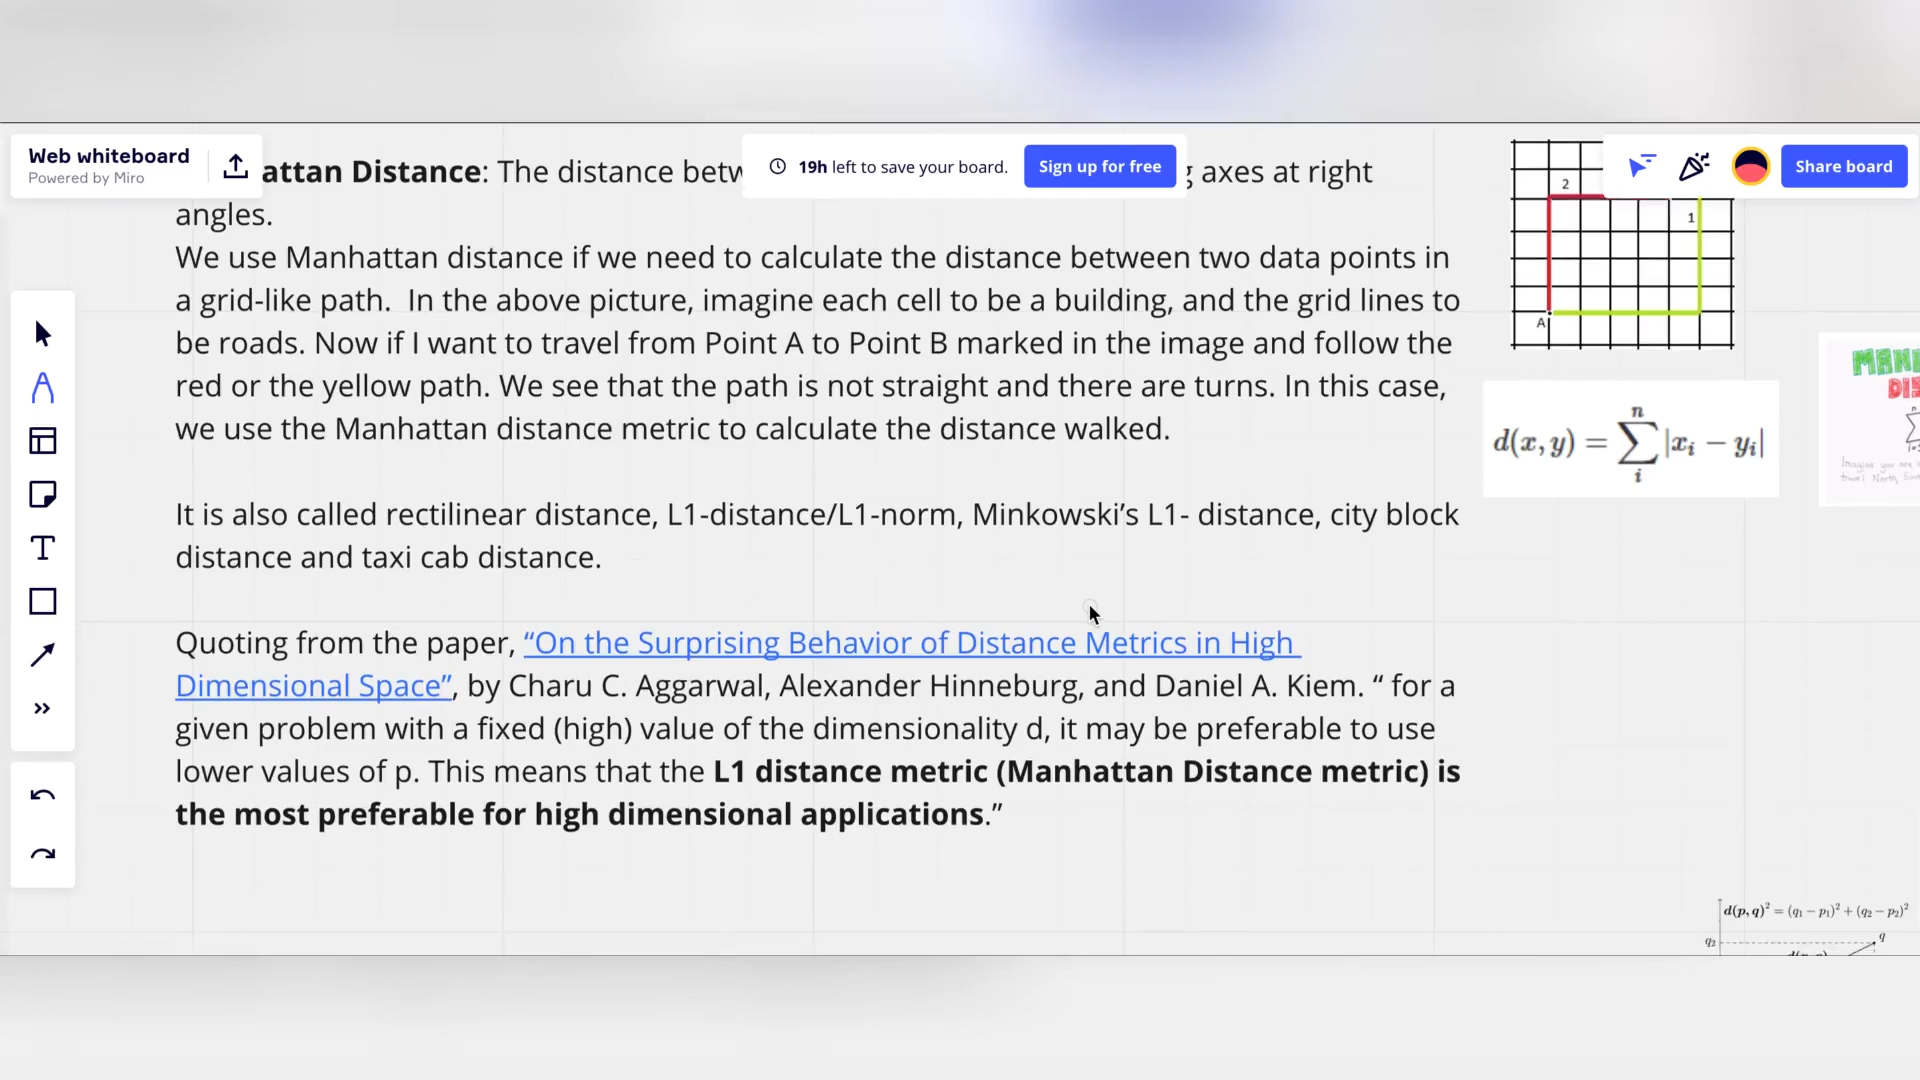 Web whiteboard
Powered by Miro
19h left to save your board.
Sign up for free
Share board
attan Distance: The distance betw axes at right
angles.
We use Manhattan distance if we need to calculate the distance between two data points in
a grid-like path.  In the above picture, imagine each cell to be a building, and the grid lines to
be roads. Now if I want to travel from Point A to Point B marked in the image and follow the
red or the yellow path. We see that the path is not straight and there are turns. In this case,
we use the Manhattan distance metric to calculate the distance walked.
It is also called rectilinear distance, L1-distance/L1-norm, Minkowski’s L1- distance, city block
distance and taxi cab distance.
Quoting from the paper, “On the Surprising Behavior of Distance Metrics in High
Dimensional Space”, by Charu C. Aggarwal, Alexander Hinneburg, and Daniel A. Kiem. “ for a
given problem with a fixed (high) value of the dimensionality d, it may be preferable to use
lower values of p. This means that the L1 distance metric (Manhattan Distance metric) is
the most preferable for high dimensional applications.”
2
1
A
d(x, y) = ∑ⁿᵢ |xᵢ − yᵢ|
Imagine you are
travel North, Sou
d(p, q)² = (q₁ − p₁)² + (q₂ − p₂)²
q₂
q